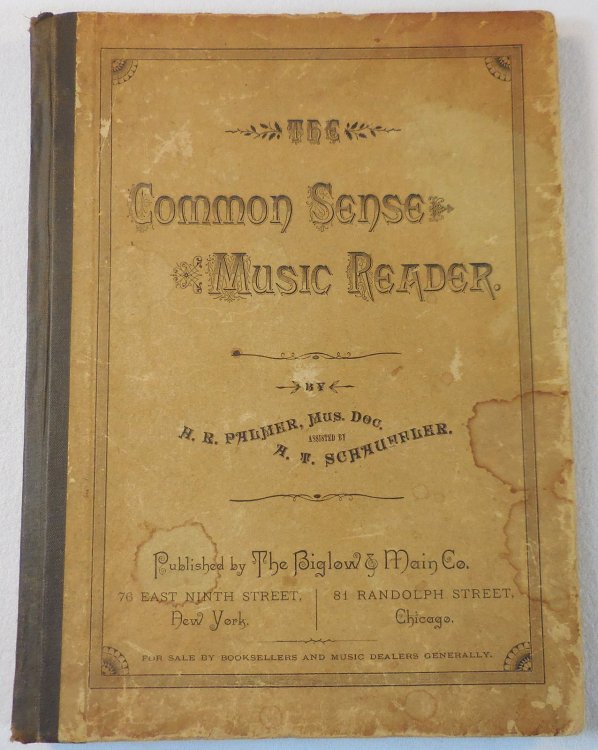 THE
COMMON SENSE
MUSIC READER.
BY
H. R. PALMER, MUS. DOC.
ASSISTED BY
A. T. SCHAUFFLER.
Published by The Biglow & Main Co.
76 EAST NINTH STREET,
New York.
81 RANDOLPH STREET,
Chicago.
FOR SALE BY BOOKSELLERS AND MUSIC DEALERS GENERALLY.